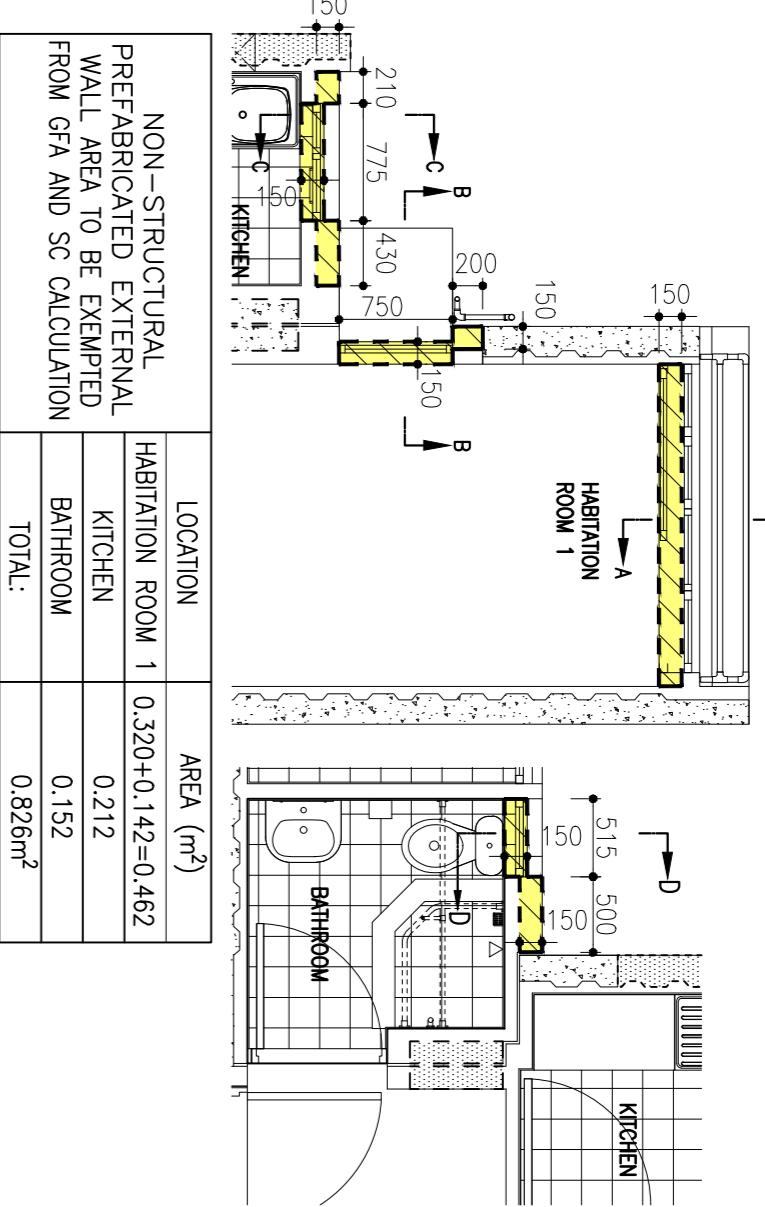 150
210
775
430
C
C
B
B
150
KITCHEN
750
200
150
150
150
HABITATION
ROOM 1
A
515
500
150
150
D
D
BATHROOM
KITCHEN
NON-STRUCTURAL
PREFABRICATED EXTERNAL
WALL AREA TO BE EXEMPTED
FROM GFA AND SC CALCULATION
LOCATION AREA (m²)
HABITATION ROOM 1 0.320+0.142=0.462
KITCHEN 0.212
BATHROOM 0.152
TOTAL: 0.826m²